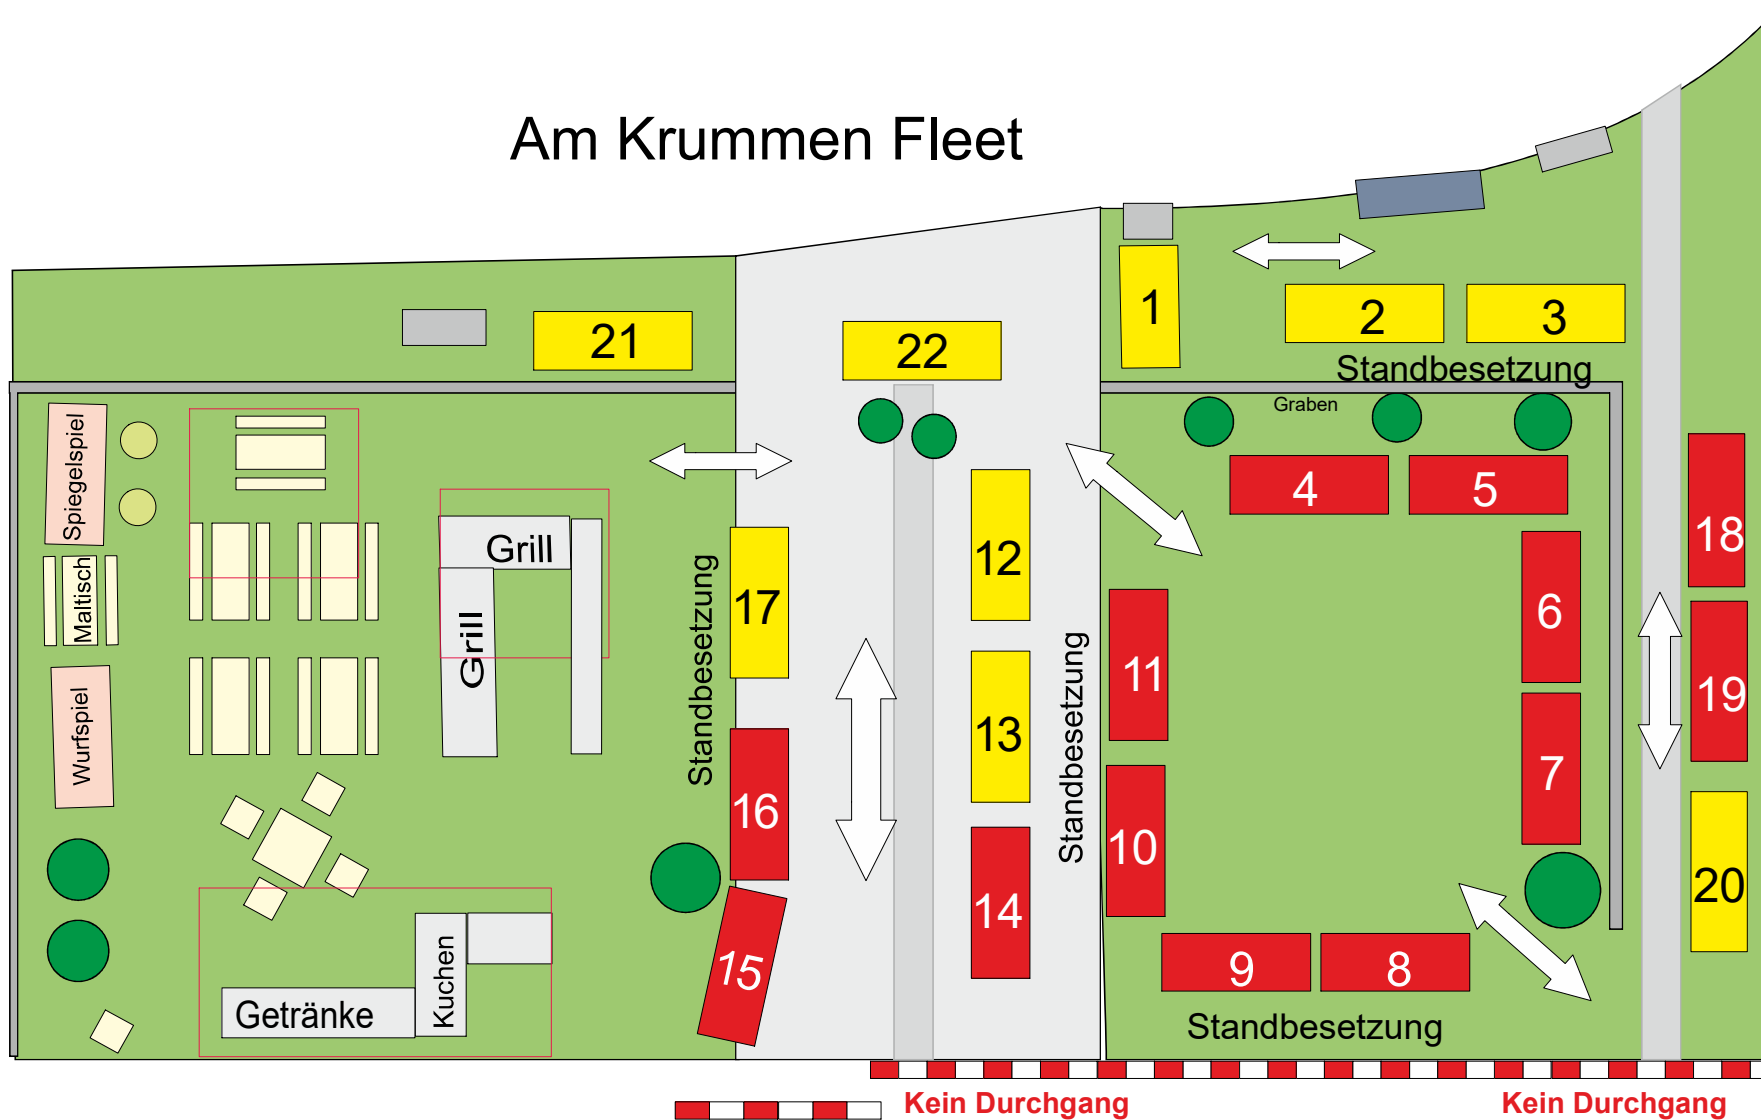 Am Krummen Fleet
1
2
3
21
22
Standbesetzung
Graben
Spiegelspiel
Maltisch
Wurfspiel
Grill
Grill
Standbesetzung
17
16
15
12
13
14
Standbesetzung
4
5
6
7
11
10
9
8
Standbesetzung
18
19
20
Getränke
Kuchen
Kein Durchgang
Kein Durchgang